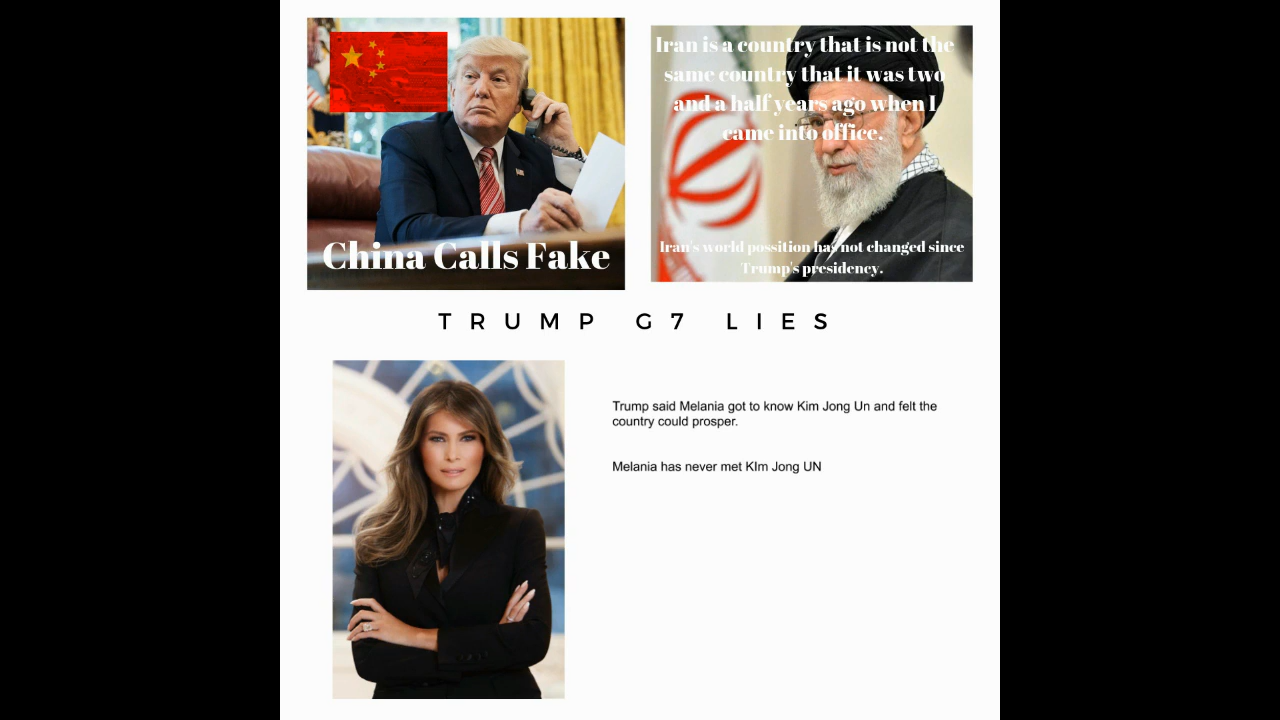 Iran is a country that is not the
same country that it was two
and a half years ago when I
came into office.
China Calls Fake
Iran's world possition has not changed since
Trump's presidency.
TRUMP G7 LIES
Trump said Melania got to know Kim Jong Un and felt the
country could prosper.
Melania has never met KIm Jong UN